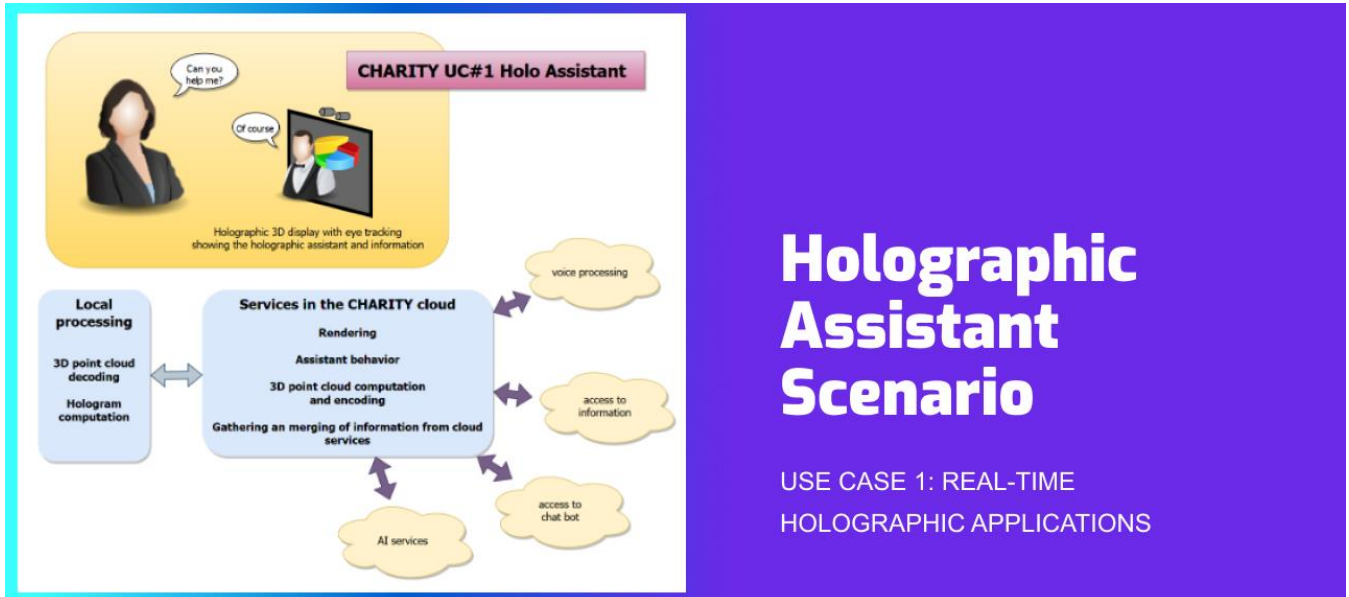 CHARITY UC#1 Holo Assistant
Can you
help me?
Of course
Holographic 3D display with eye tracking
showing the holographic assistant and information
Local
processing
3D point cloud
decoding
Hologram
computation
Services in the CHARITY cloud
Rendering
Assistant behavior
3D point cloud computation
and encoding
Gathering an merging of information from cloud
services
voice processing
access to
information
access to
chat bot
AI services
Holographic
Assistant
Scenario
USE CASE 1: REAL-TIME
HOLOGRAPHIC APPLICATIONS